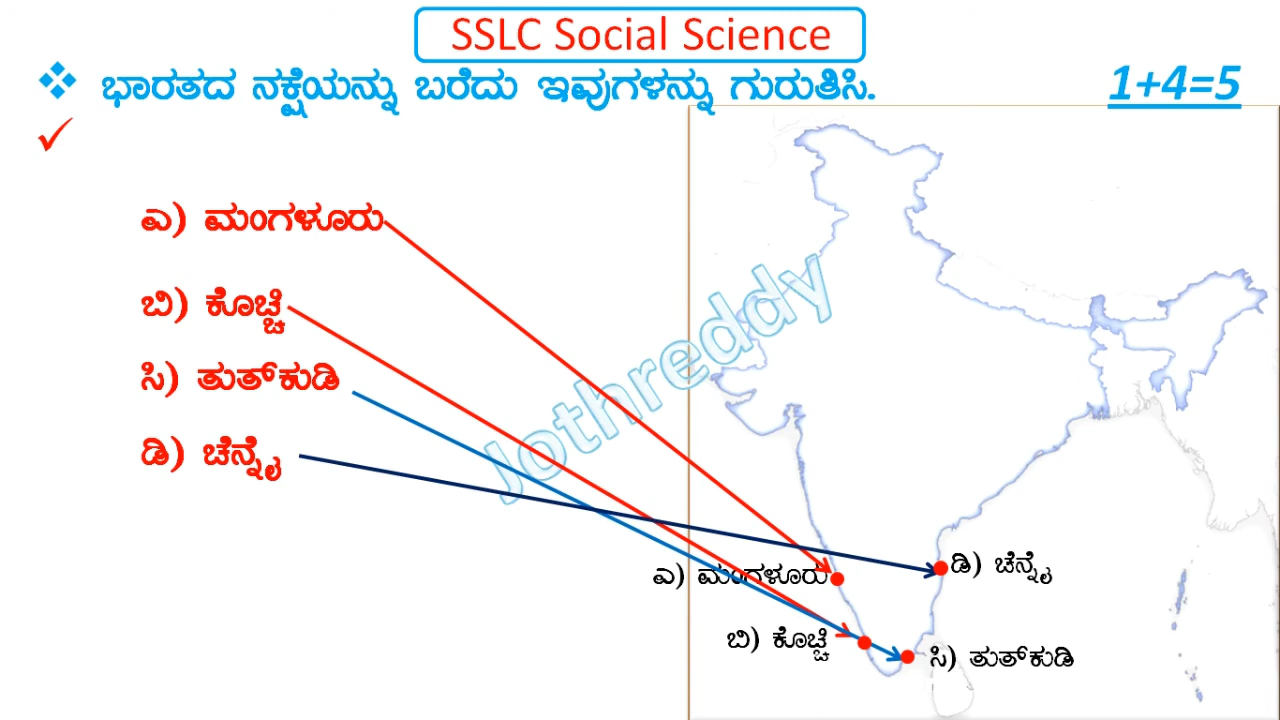 SSLC Social Science
ಭಾರತದ ನಕ್ಷೆಯನ್ನು ಬರೆದು ಇವುಗಳನ್ನು ಗುರುತಿಸಿ. 1+4=5
ಎ) ಮಂಗಳೂರು
ಬಿ) ಕೊಚ್ಚಿ
ಸಿ) ತುತ್‌ಕುಡಿ
ಡಿ) ಚೆನ್ನೈ
Jothreddy
ಡಿ) ಚೆನ್ನೈ
ಎ) ಮಂಗಳೂರು
ಬಿ) ಕೊಚ್ಚಿ
ಸಿ) ತುತ್‌ಕುಡಿ